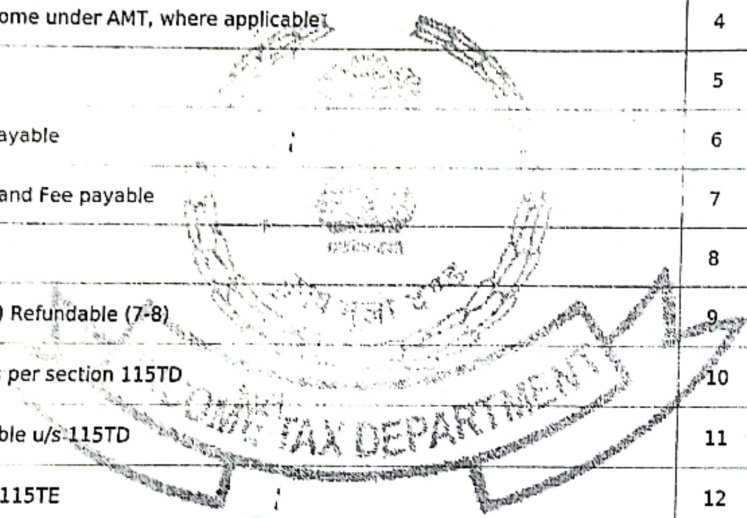 ome under AMT, where applicable 4
5
ayable 6
and Fee payable 7
8
) Refundable (7-8) 9
per section 115TD 10
ble u/s 115TD 11
115TE 12
OME TAX DEPARTMENT